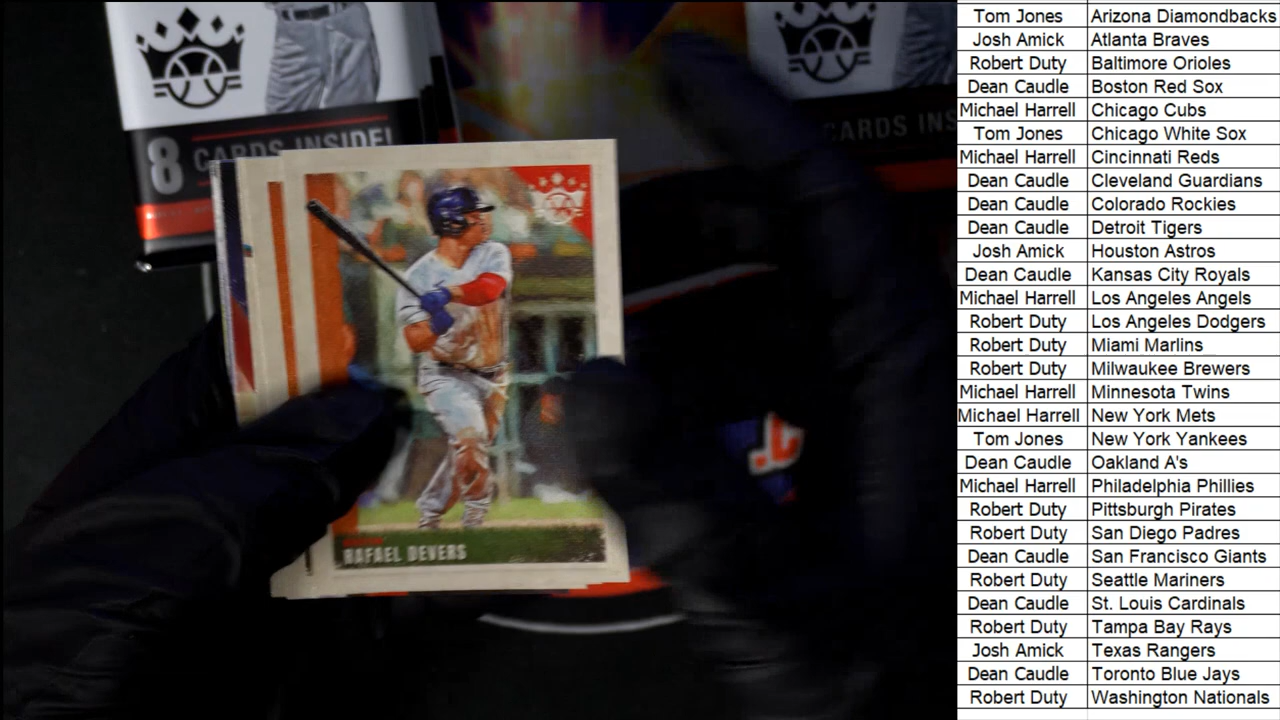 8 CARDS INSIDE!
CARDS INS
RAFAEL DEVERS
Tom Jones Arizona Diamondbacks
Josh Amick Atlanta Braves
Robert Duty Baltimore Orioles
Dean Caudle Boston Red Sox
Michael Harrell Chicago Cubs
Tom Jones Chicago White Sox
Michael Harrell Cincinnati Reds
Dean Caudle Cleveland Guardians
Dean Caudle Colorado Rockies
Dean Caudle Detroit Tigers
Josh Amick Houston Astros
Dean Caudle Kansas City Royals
Michael Harrell Los Angeles Angels
Robert Duty Los Angeles Dodgers
Robert Duty Miami Marlins
Robert Duty Milwaukee Brewers
Michael Harrell Minnesota Twins
Michael Harrell New York Mets
Tom Jones New York Yankees
Dean Caudle Oakland A's
Michael Harrell Philadelphia Phillies
Robert Duty Pittsburgh Pirates
Robert Duty San Diego Padres
Dean Caudle San Francisco Giants
Robert Duty Seattle Mariners
Dean Caudle St. Louis Cardinals
Robert Duty Tampa Bay Rays
Josh Amick Texas Rangers
Dean Caudle Toronto Blue Jays
Robert Duty Washington Nationals